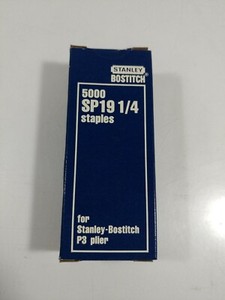 STANLEY
BOSTITCH
5000
SP19 1/4
staples
for
Stanley-Bostitch
P3 plier